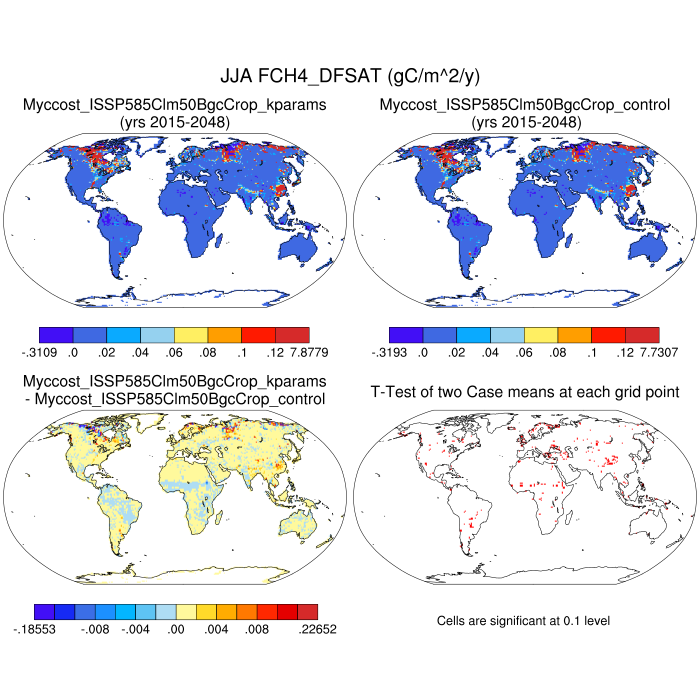 JJA FCH4_DFSAT (gC/m^2/y)
Myccost_ISSP585Clm50BgcCrop_kparams
(yrs 2015-2048)
Myccost_ISSP585Clm50BgcCrop_control
(yrs 2015-2048)
-.3109 .0 .02 .04 .06 .08 .1 12 7.8779
-.3193 .0 .02 .04 .06 .08 .1 12 7.7307
Myccost_ISSP585Clm50BgcCrop_kparams
- Myccost_ISSP585Clm50BgcCrop_control
T-Test of two Case means at each grid point
-.18553 -.008 -.004 .00 .004 .008 .22652
Cells are significant at 0.1 level